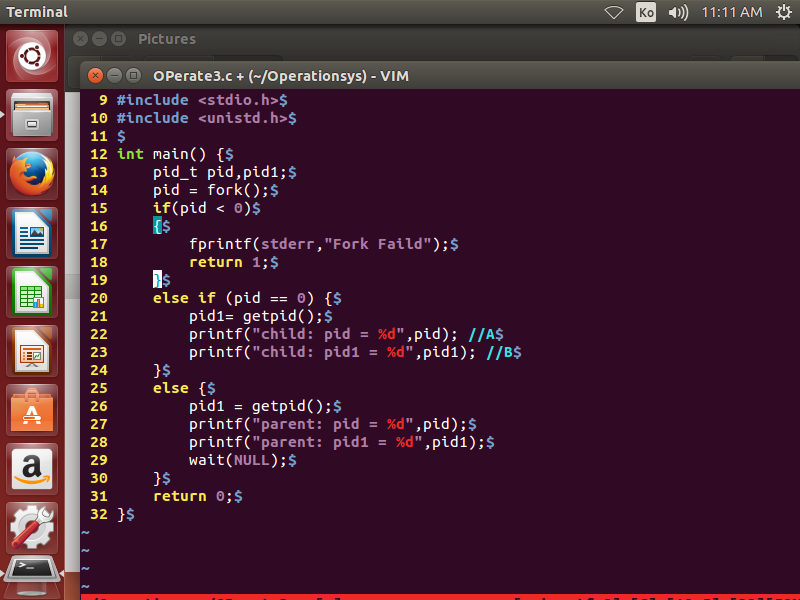 Terminal Ko 11:11 AM
Pictures
OPerate3.c + (~/Operationsys) - VIM
9 #include <stdio.h>$
10 #include <unistd.h>$
11 $
12 int main() {$
13 pid_t pid,pid1;$
14 pid = fork();$
15 if(pid < 0)$
16 {$
17 fprintf(stderr,"Fork Faild");$
18 return 1;$
19 }$
20 else if (pid == 0) {$
21 pid1= getpid();$
22 printf("child: pid = %d",pid); //A$
23 printf("child: pid1 = %d",pid1); //B$
24 }$
25 else {$
26 pid1 = getpid();$
27 printf("parent: pid = %d",pid);$
28 printf("parent: pid1 = %d",pid1);$
29 wait(NULL);$
30 }$
31 return 0;$
32 }$
~
~
~
~